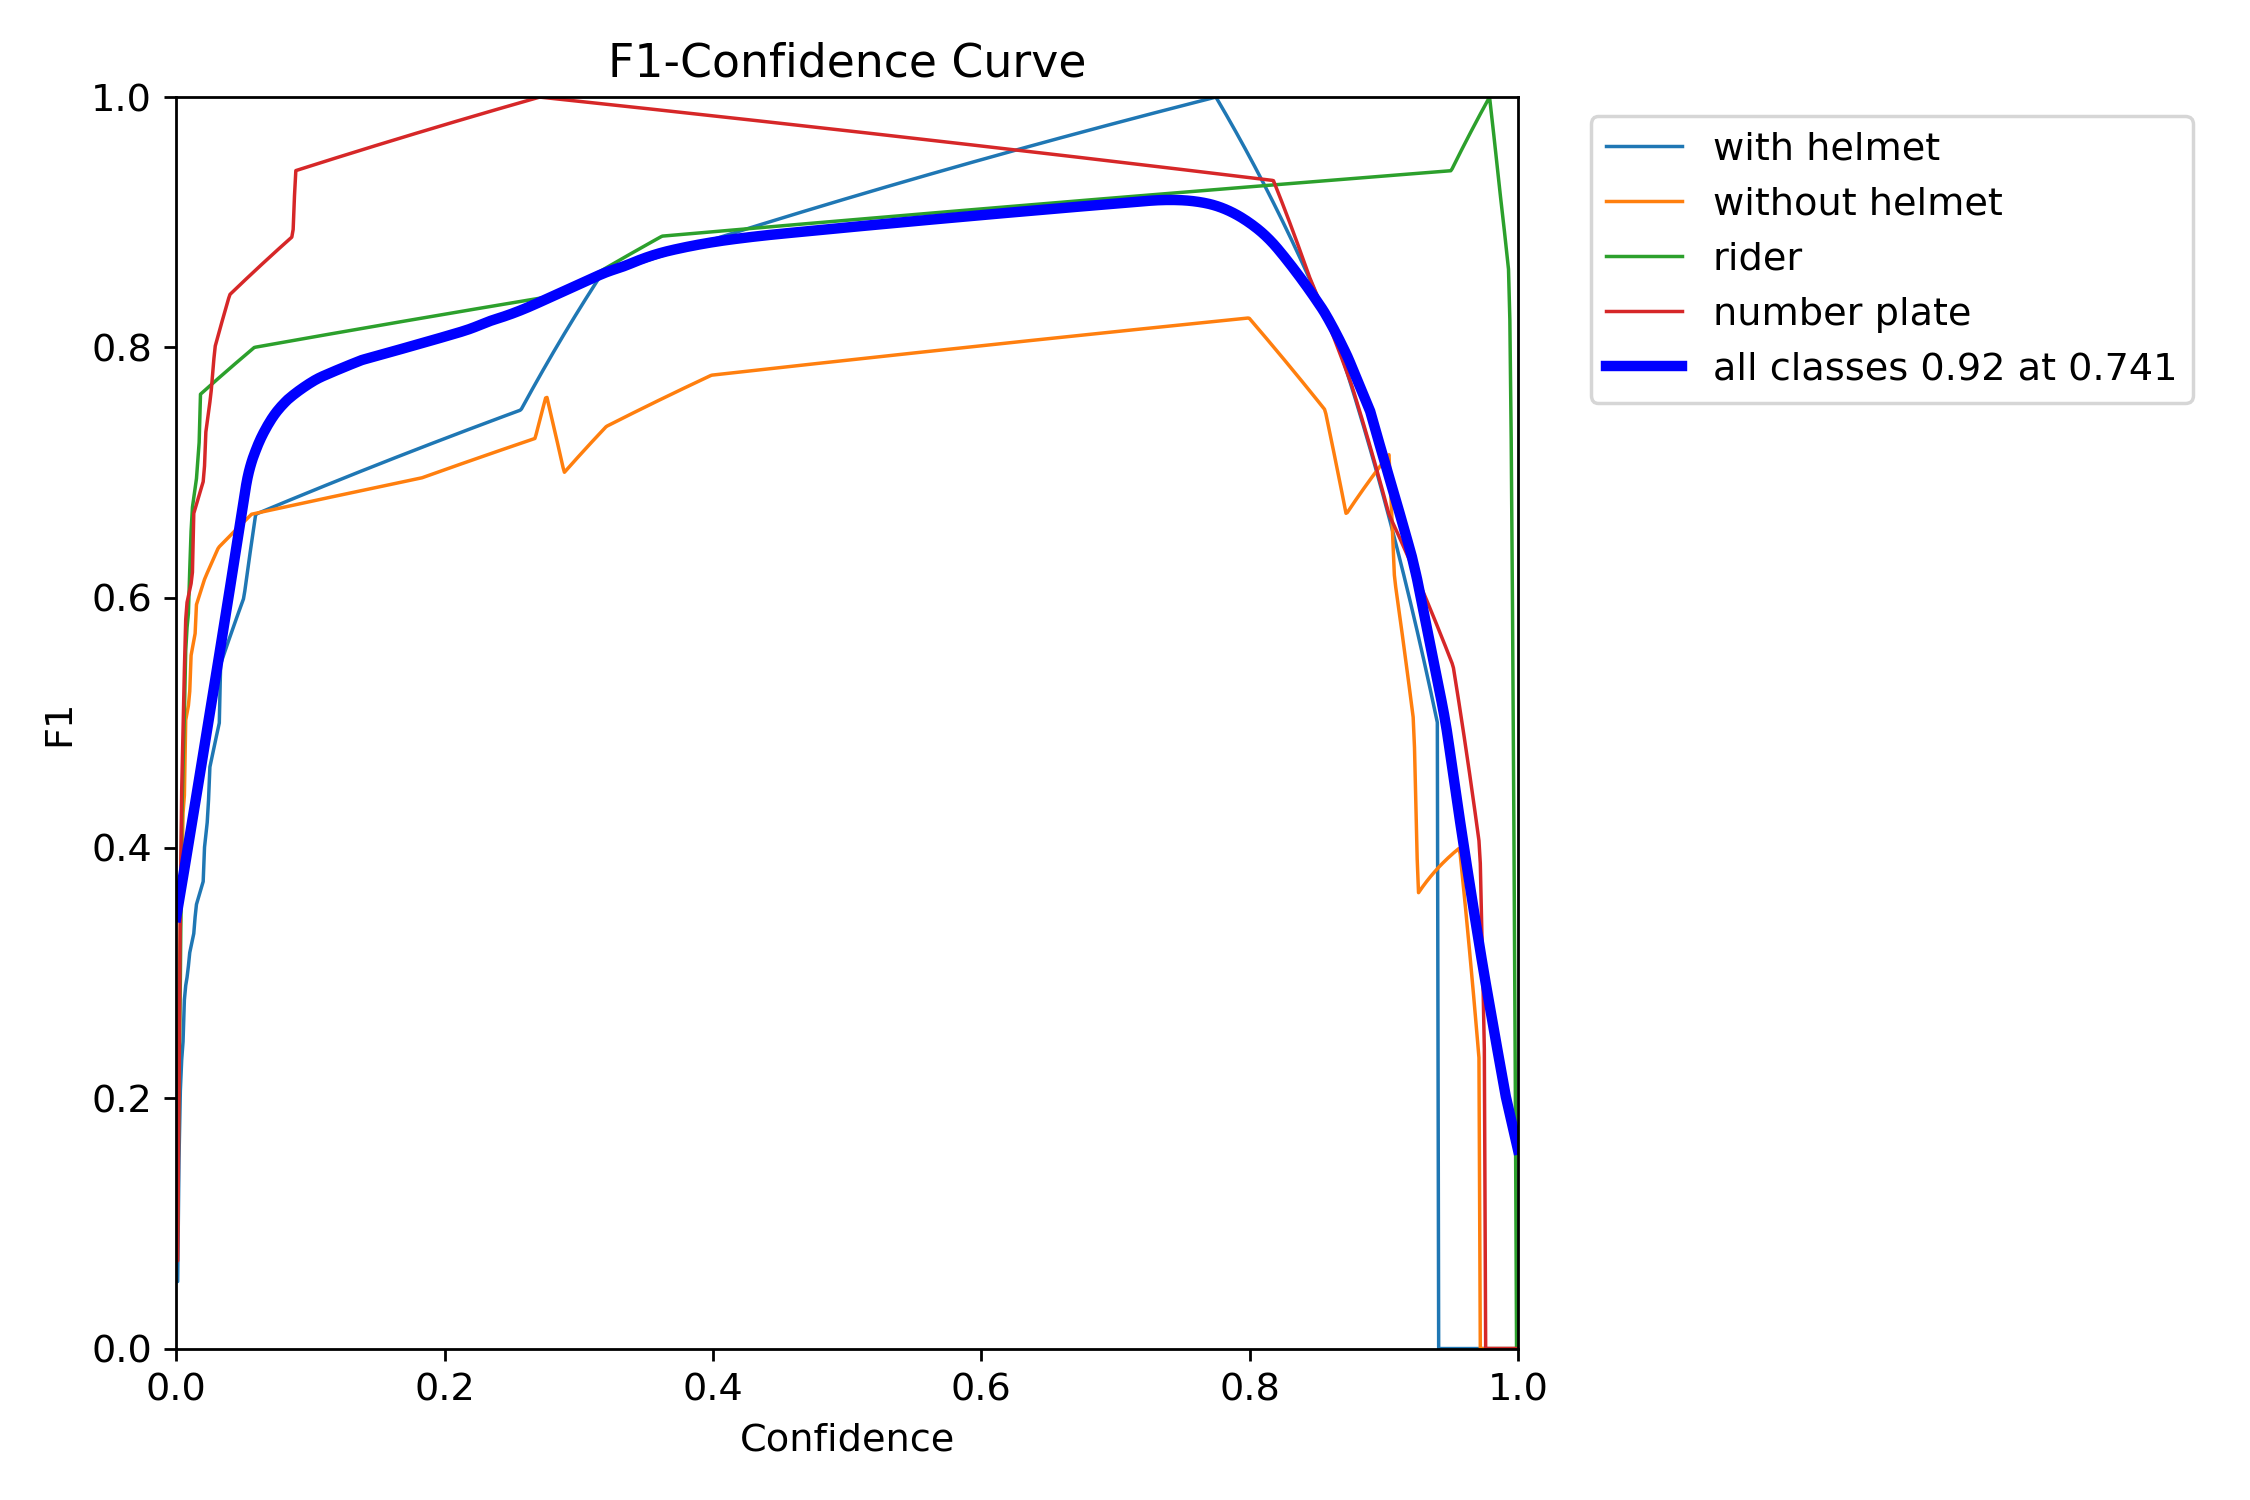 F1-Confidence Curve
1.0
0.8
0.6
0.4
0.2
0.0
F1
0.0 0.2 0.4 0.6 0.8 1.0
Confidence
with helmet
without helmet
rider
number plate
all classes 0.92 at 0.741